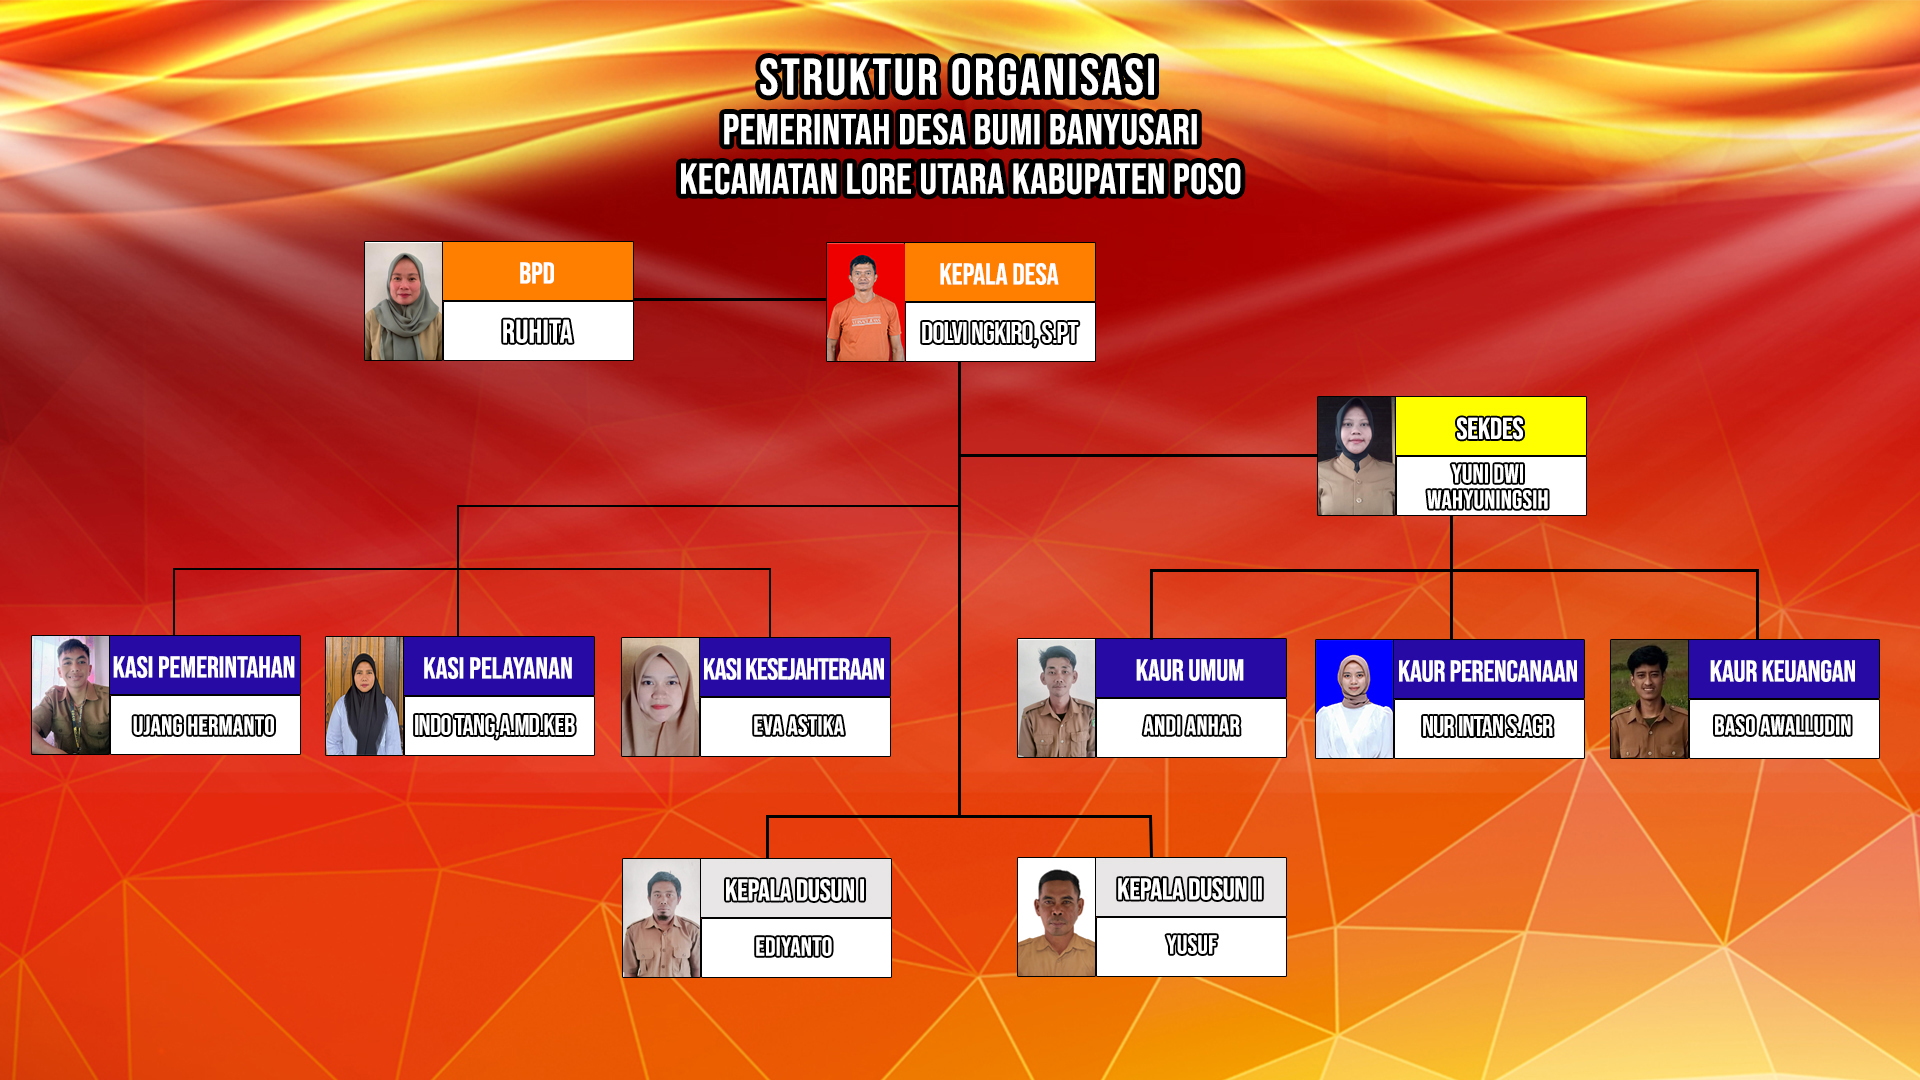 STRUKTUR ORGANISASI
PEMERINTAH DESA BUMI BANYUSARI
KECAMATAN LORE UTARA KABUPATEN POSO
BPD
RUHITA
KEPALA DESA
DOLVI NGKIRO, S.PT
SEKDES
YUNI DWI
WAHYUNINGSIH
KASI PEMERINTAHAN
UJANG HERMANTO
KASI PELAYANAN
INDO TANG,A.MD.KEB
KASI KESEJAHTERAAN
EVA ASTIKA
KAUR UMUM
ANDI ANHAR
KAUR PERENCANAAN
NUR INTAN S.AGR
KAUR KEUANGAN
BASO AWALLUDIN
KEPALA DUSUN I
EDIYANTO
KEPALA DUSUN II
YUSUF